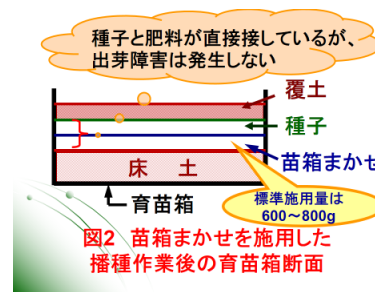 種子と肥料が直接接しているが、
出芽障害は発生しない
覆土
種子
苗箱まかせ
床 土
標準施用量は
600～800g
育苗箱
図2 苗箱まかせを施用した
播種作業後の育苗箱断面